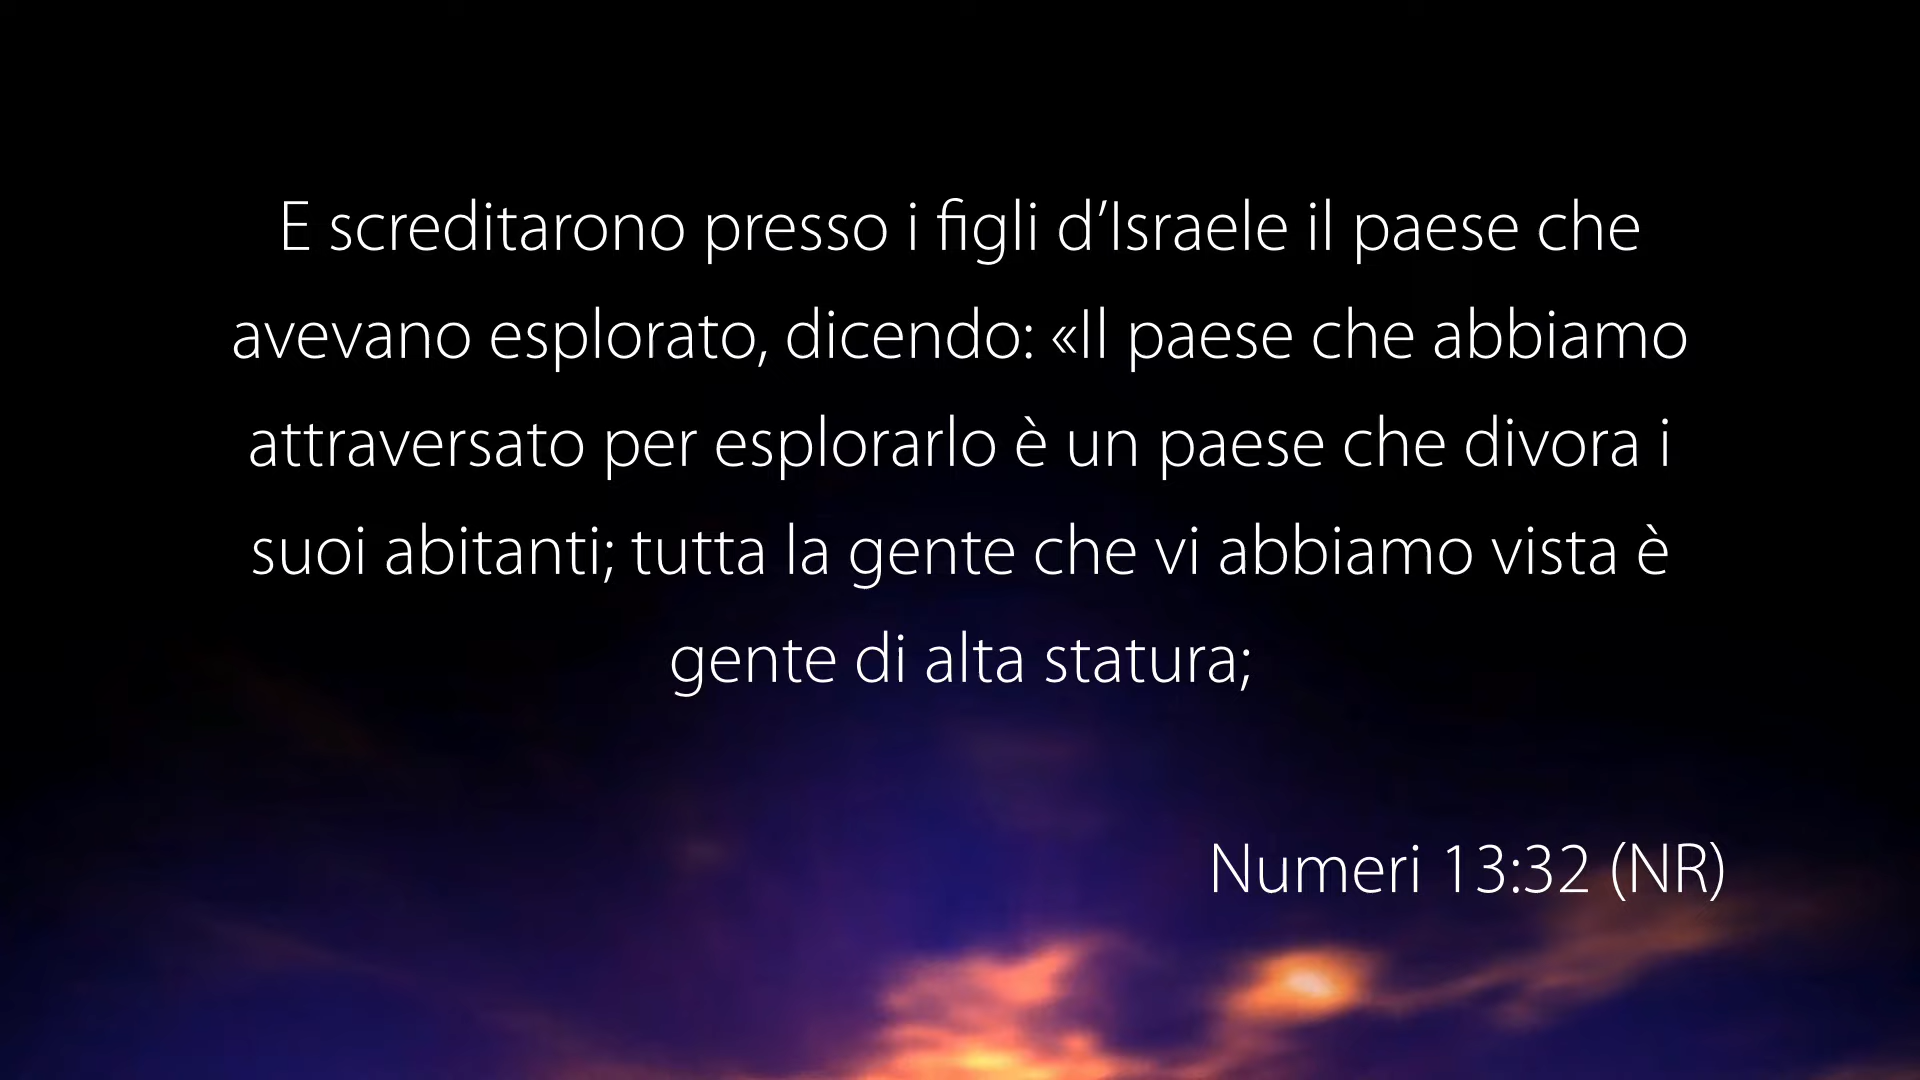 E screditarono presso i figli d’Israele il paese che
avevano esplorato, dicendo: «Il paese che abbiamo
attraversato per esplorarlo è un paese che divora i
suoi abitanti; tutta la gente che vi abbiamo vista è
gente di alta statura;
Numeri 13:32 (NR)